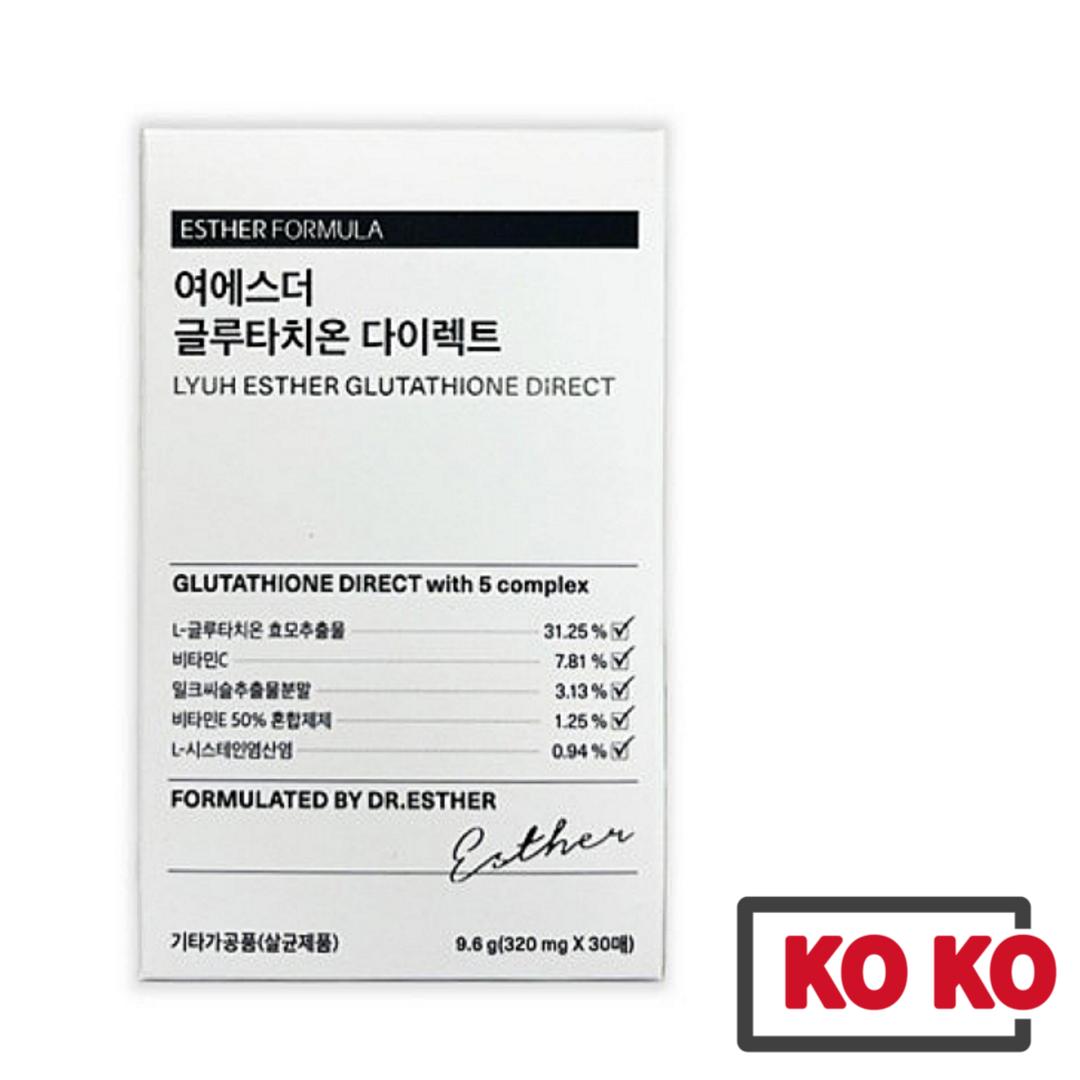 ESTHER FORMULA
여에스더
글루타치온 다이렉트
LYUH ESTHER GLUTATHIONE DIRECT
GLUTATHIONE DIRECT with 5 complex
L-글루타치온 효모추출물 31.25 %
비타민C 7.81 %
밀크씨슬추출물분말 3.13 %
비타민E 50% 혼합제제 1.25 %
L-시스테인염산염 0.94 %
FORMULATED BY DR.ESTHER
Esther
기타가공품(살균제품) 9.6 g(320 mg X 30매)
KO KO